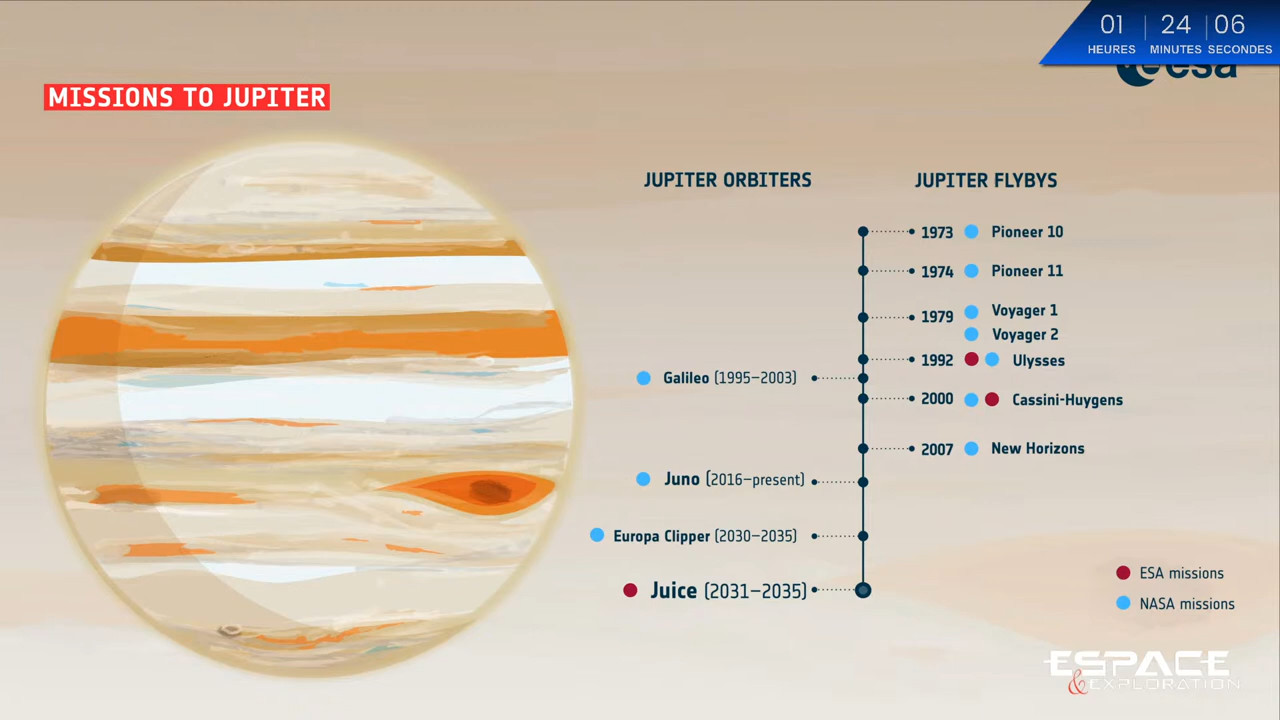 01 24 06
HEURES MINUTES SECONDES
esa
MISSIONS TO JUPITER
JUPITER ORBITERS
JUPITER FLYBYS
1973 Pioneer 10
1974 Pioneer 11
1979 Voyager 1
Voyager 2
1992 Ulysses
Galileo (1995–2003)
2000 Cassini-Huygens
2007 New Horizons
Juno (2016–present)
Europa Clipper (2030–2035)
Juice (2031–2035)
ESA missions
NASA missions
ESPACE
& EXPLORATION